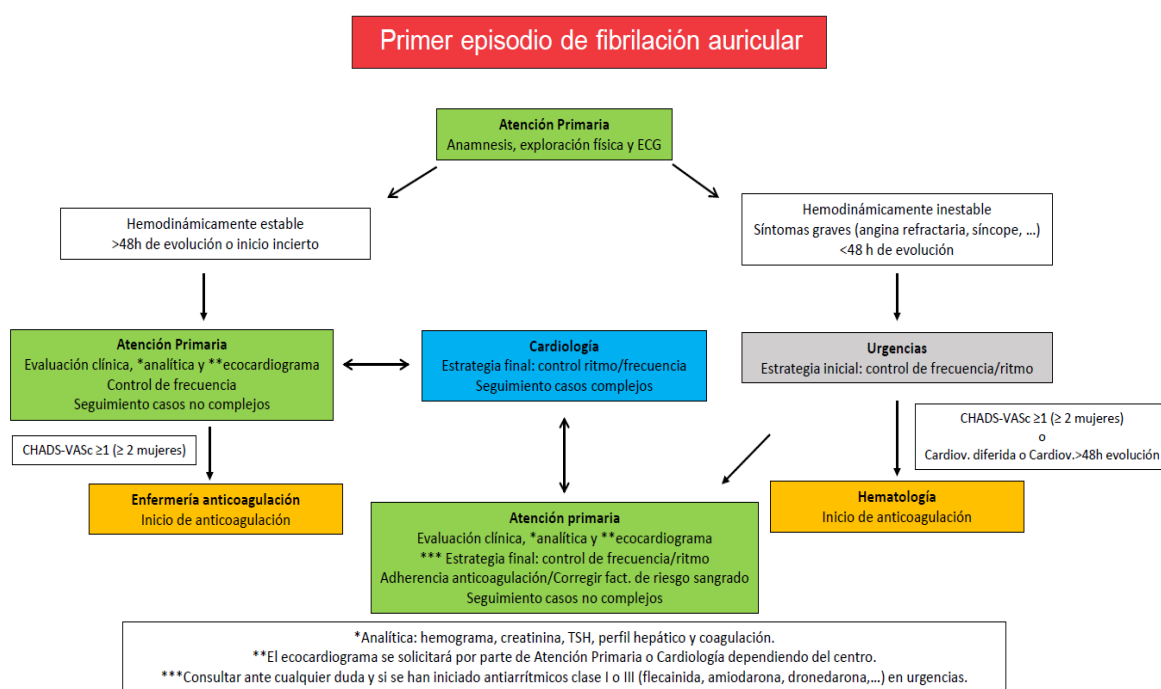 Primer episodio de fibrilación auricular
Atención Primaria
Anamnesis, exploración física y ECG
Hemodinámicamente estable
>48h de evolución o inicio incierto
Hemodinámicamente inestable
Síntomas graves (angina refractaria, síncope, ...)
<48 h de evolución
Atención Primaria
Evaluación clínica, *analítica y **ecocardiograma
Control de frecuencia
Seguimiento casos no complejos
Cardiología
Estrategia final: control ritmo/frecuencia
Seguimiento casos complejos
Urgencias
Estrategia inicial: control de frecuencia/ritmo
CHADS-VASc ≥1 (≥ 2 mujeres)
CHADS-VASc ≥1 (≥ 2 mujeres)
o
Cardiov. diferida o Cardiov.>48h evolución
Enfermería anticoagulación
Inicio de anticoagulación
Hematología
Inicio de anticoagulación
Atención primaria
Evaluación clínica, *analítica y **ecocardiograma
*** Estrategia final: control de frecuencia/ritmo
Adherencia anticoagulación/Corregir fact. de riesgo sangrado
Seguimiento casos no complejos
*Analítica: hemograma, creatinina, TSH, perfil hepático y coagulación.
**El ecocardiograma se solicitará por parte de Atención Primaria o Cardiología dependiendo del centro.
***Consultar ante cualquier duda y si se han iniciado antiarrítmicos clase I o III (flecainida, amiodarona, dronedarona,...) en urgencias.